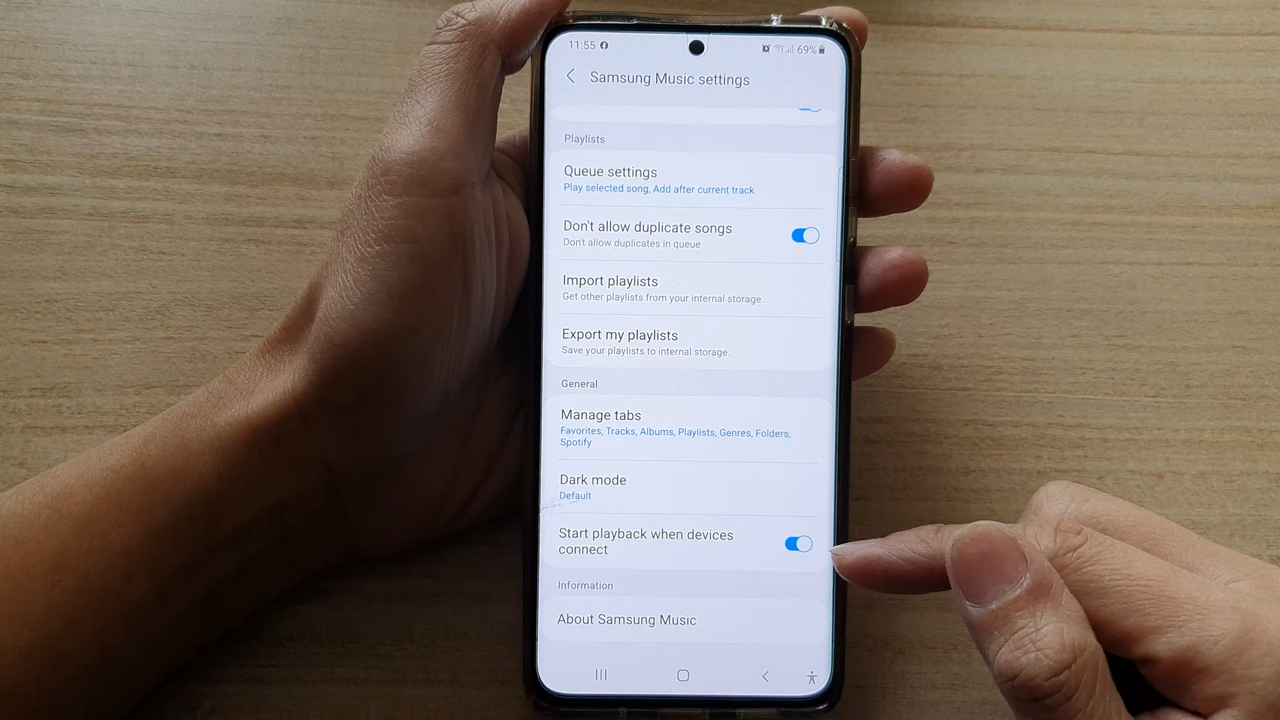 11:55
69%
Samsung Music settings
Playlists
Queue settings
Play selected song, Add after current track
Don't allow duplicate songs
Don't allow duplicates in queue
Import playlists
Get other playlists from your internal storage.
Export my playlists
Save your playlists to internal storage.
General
Manage tabs
Favorites, Tracks, Albums, Playlists, Genres, Folders,
Spotify
Dark mode
Default
Start playback when devices
connect
Information
About Samsung Music